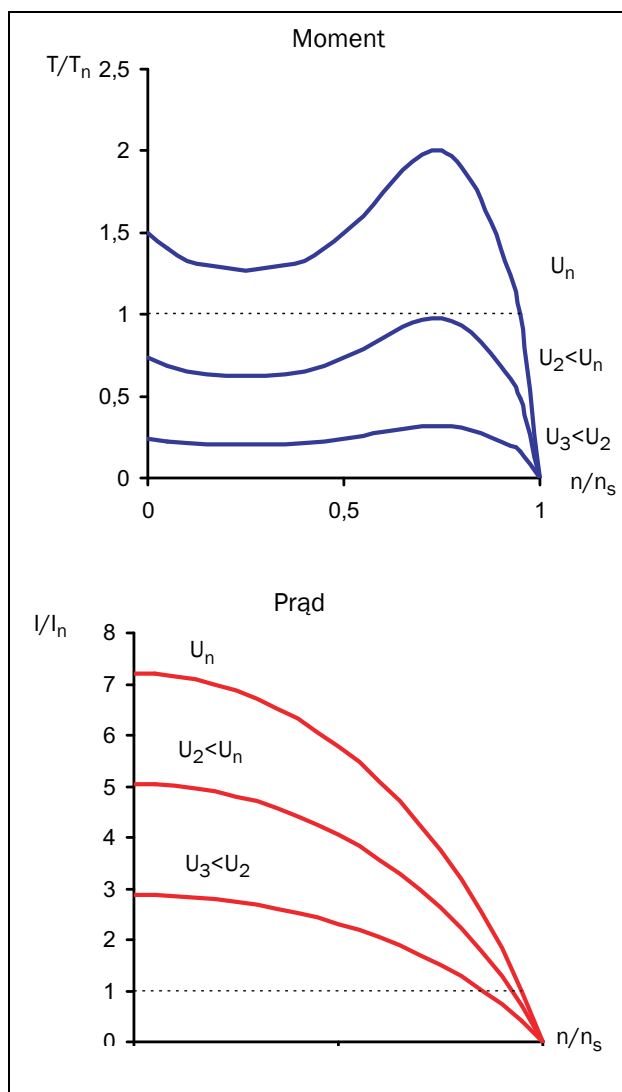 Moment
T/Tn 2,5
2
1,5
Un
1
U2<Un
0,5
U3<U2
0
n/ns
0 0,5 1
Prąd
I/In 8
Un
7
6
U2<Un
5
4
U3<U2
3
2
1
0 n/ns